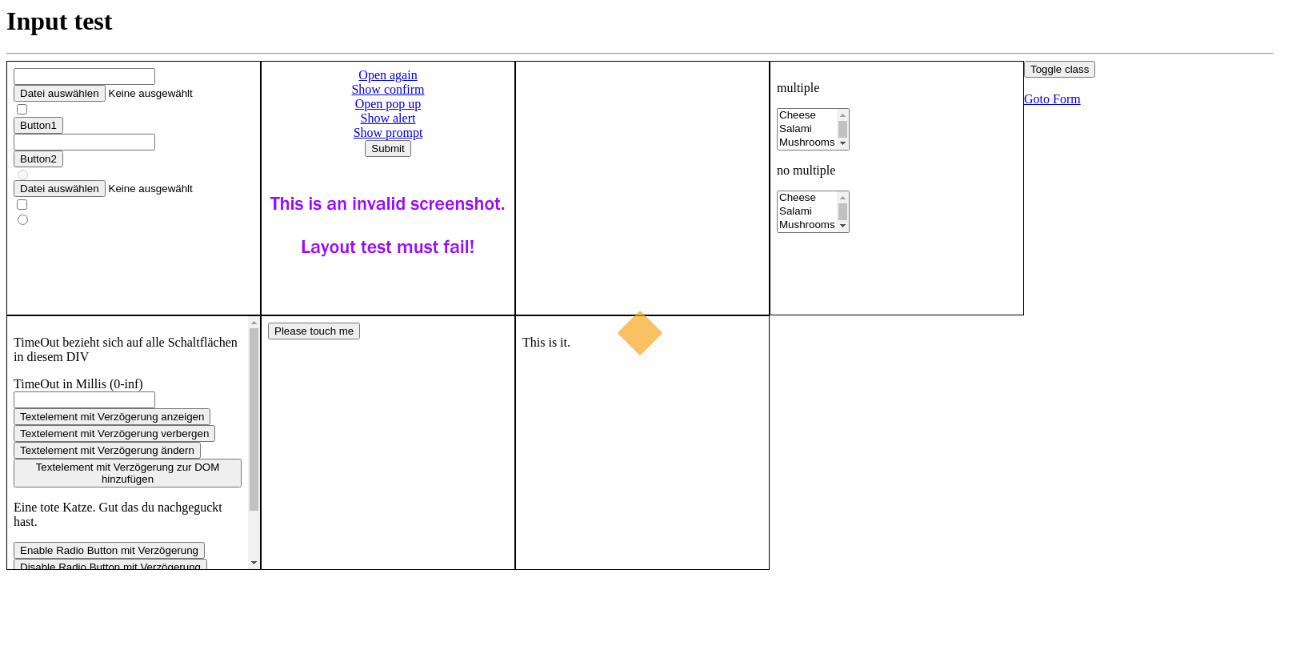 Input test
Datei auswählen Keine ausgewählt
Button1
Button2
Datei auswählen Keine ausgewählt
Open again
Show confirm
Open pop up
Show alert
Show prompt
Submit
This is an invalid screenshot.
Layout test must fail!
multiple
Cheese
Salami
Mushrooms
no multiple
Cheese
Salami
Mushrooms
Toggle class
Goto Form
TimeOut bezieht sich auf alle Schaltflächen
in diesem DIV
TimeOut in Millis (0-inf)
Textelement mit Verzögerung anzeigen
Textelement mit Verzögerung verbergen
Textelement mit Verzögerung ändern
Textelement mit Verzögerung zur DOM
hinzufügen
Eine tote Katze. Gut das du nachgeguckt
hast.
Enable Radio Button mit Verzögerung
Disable Radio Button mit Verzögerung
Please touch me
This is it.